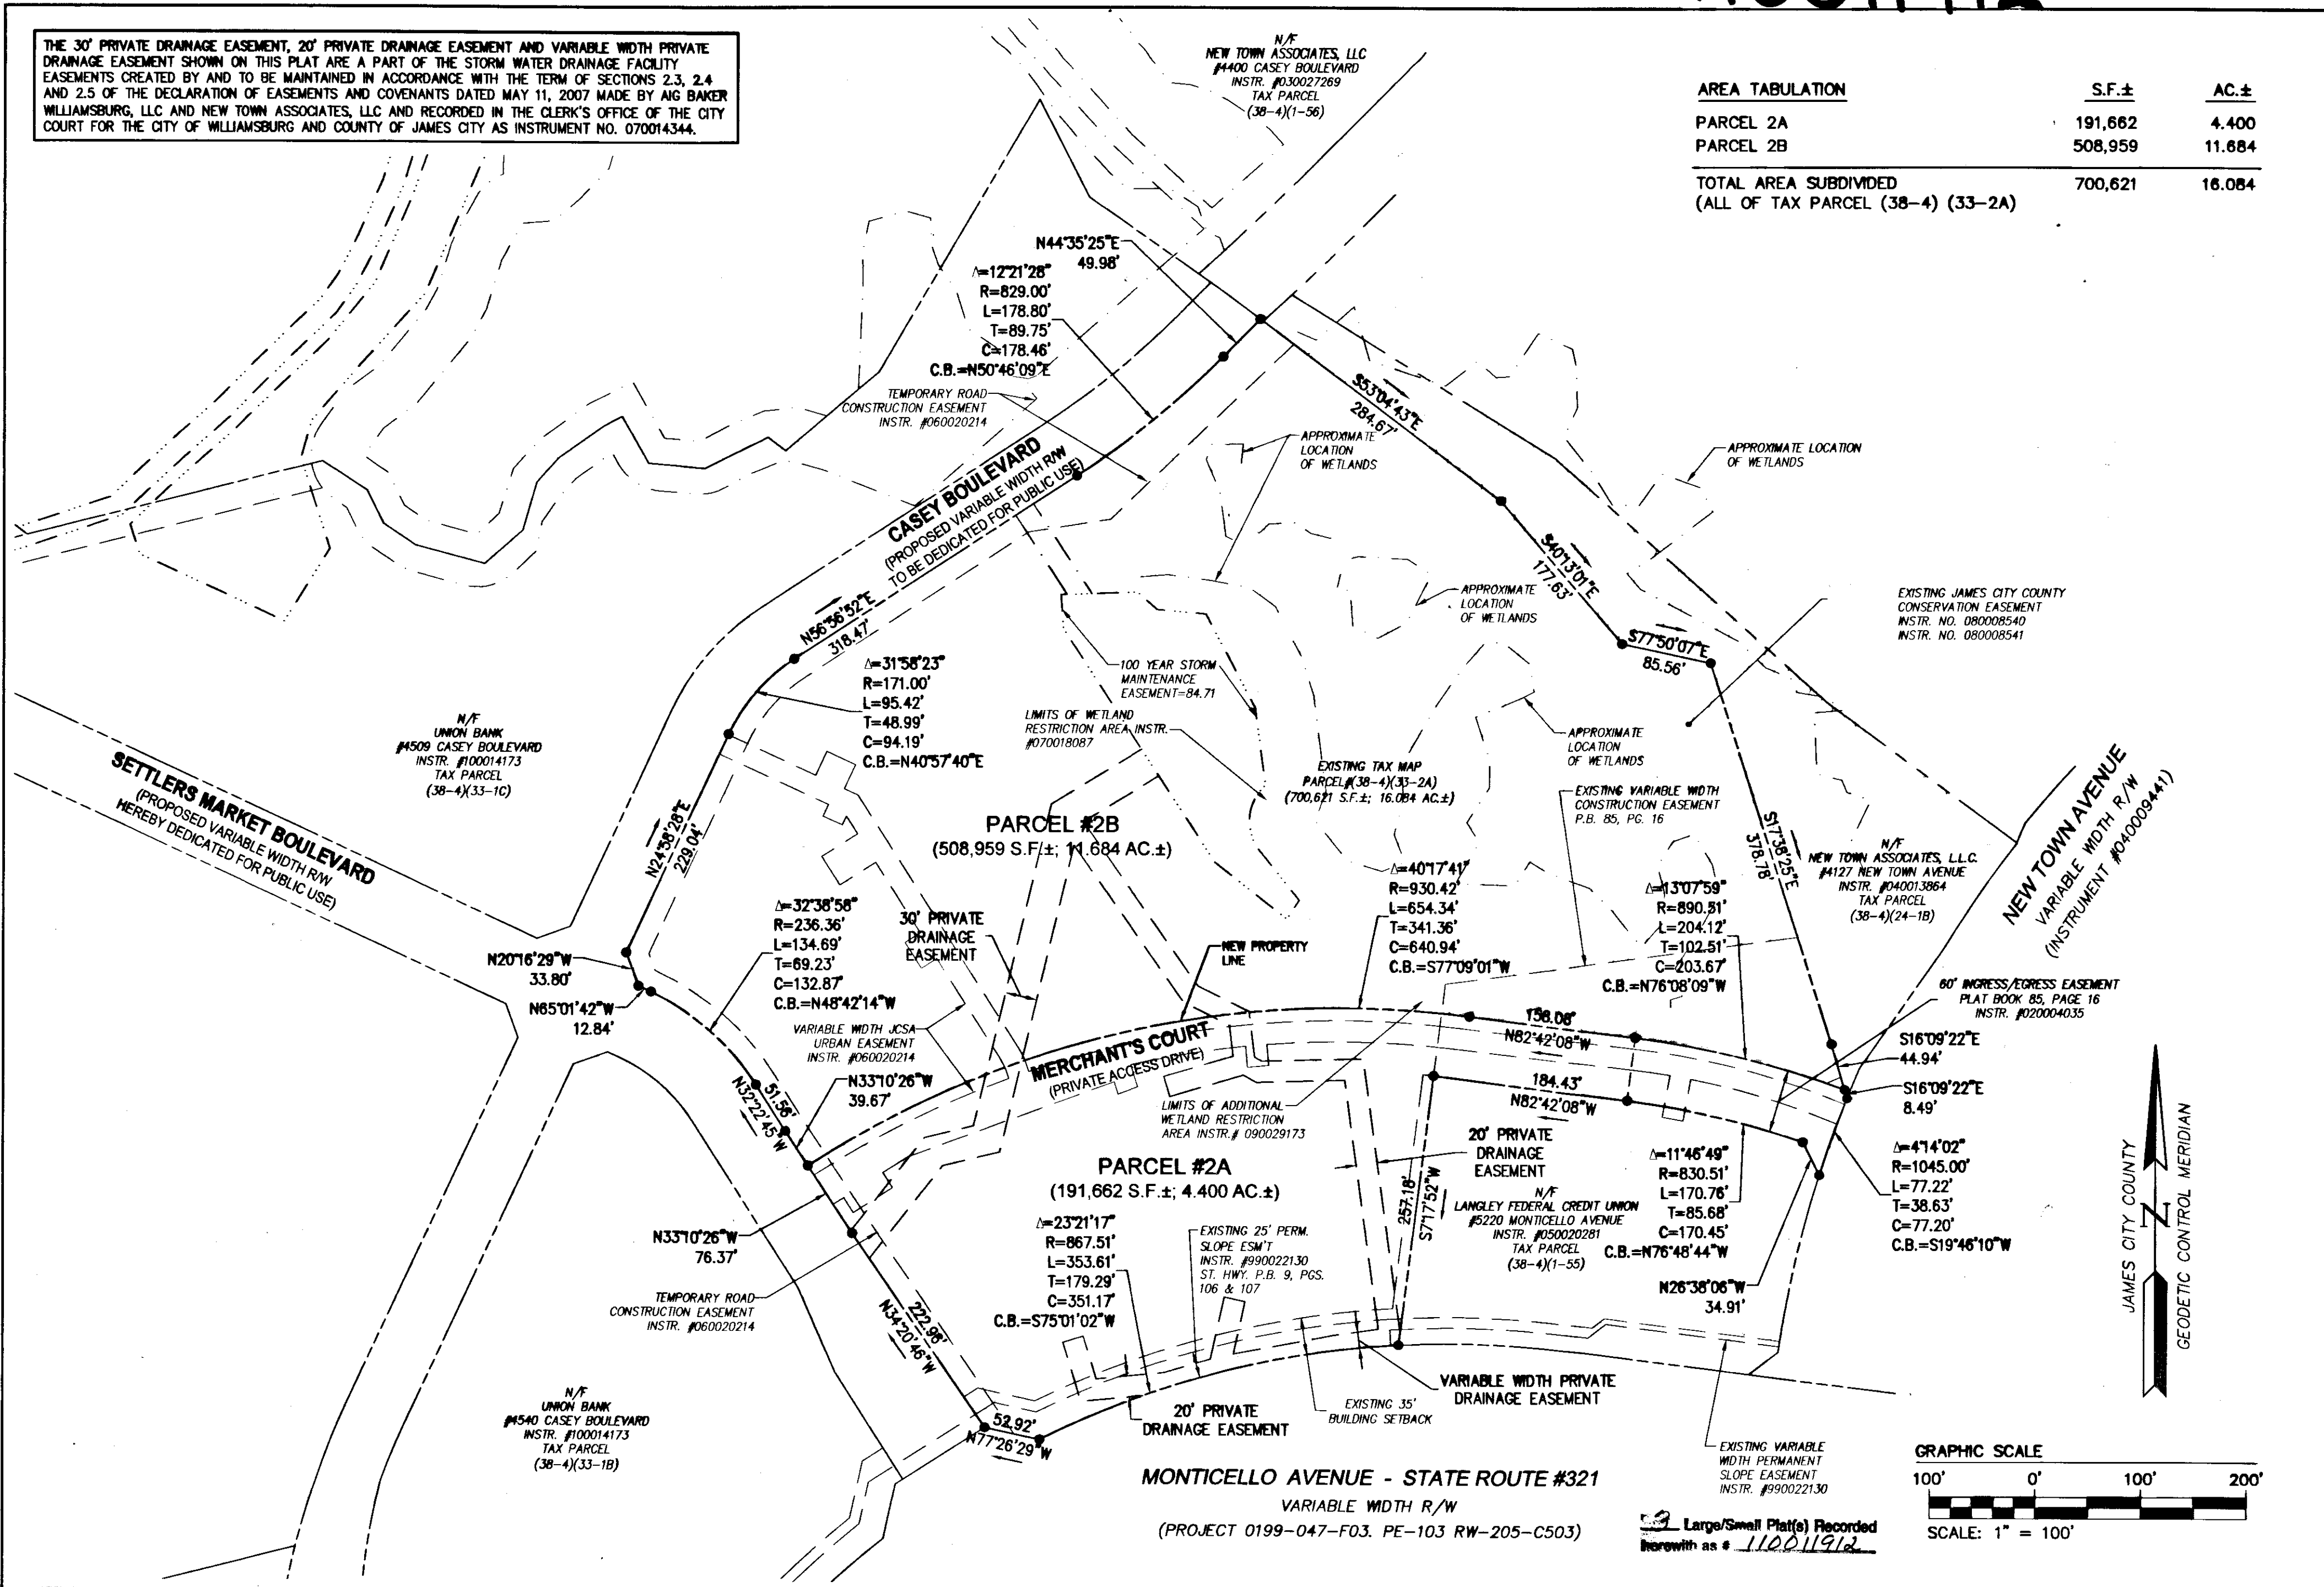 THE 30' PRIVATE DRAINAGE EASEMENT, 20' PRIVATE DRAINAGE EASEMENT AND VARIABLE WIDTH PRIVATE
DRAINAGE EASEMENT SHOWN ON THIS PLAT ARE A PART OF THE STORM WATER DRAINAGE FACILITY
EASEMENTS CREATED BY AND TO BE MAINTAINED IN ACCORDANCE WITH THE TERM OF SECTIONS 2.3, 2.4
AND 2.5 OF THE DECLARATION OF EASEMENTS AND COVENANTS DATED MAY 11, 2007 MADE BY AIG BAKER
WILLIAMSBURG, LLC AND NEW TOWN ASSOCIATES, LLC AND RECORDED IN THE CLERK'S OFFICE OF THE CITY
COURT FOR THE CITY OF WILLIAMSBURG AND COUNTY OF JAMES CITY AS INSTRUMENT NO. 070014344.
N/F
NEW TOWN ASSOCIATES, LLC
#4400 CASEY BOULEVARD
INSTR. #030027269
TAX PARCEL
(38-4)(1-56)
AREA TABULATION S.F.± AC.±
PARCEL 2A 191,662 4.400
PARCEL 2B 508,959 11.684
TOTAL AREA SUBDIVIDED 700,621 16.084
(ALL OF TAX PARCEL (38-4) (33-2A)
N44°35'25"E
49.98'
Δ=12°21'28"
R=829.00'
L=178.80'
T=89.75'
C=178.46'
C.B.=N50°46'09"E
TEMPORARY ROAD
CONSTRUCTION EASEMENT
INSTR. #060020214
CASEY BOULEVARD
(PROPOSED VARIABLE WIDTH R/W
TO BE DEDICATED FOR PUBLIC USE)
S53°04'43"E
284.67'
APPROXIMATE
LOCATION
OF WETLANDS
APPROXIMATE LOCATION
OF WETLANDS
S40°13'01"E
177.63'
APPROXIMATE
LOCATION
OF WETLANDS
EXISTING JAMES CITY COUNTY
CONSERVATION EASEMENT
INSTR. NO. 080008540
INSTR. NO. 080008541
N56°56'52"E
318.47'
S77°50'07"E
85.56'
Δ=31°58'23"
R=171.00'
L=95.42'
T=48.99'
C=94.19'
C.B.=N40°57'40"E
100 YEAR STORM
MAINTENANCE
EASEMENT=84.71
LIMITS OF WETLAND
RESTRICTION AREA INSTR.
#070018087
APPROXIMATE
LOCATION
OF WETLANDS
N/F
UNION BANK
#4509 CASEY BOULEVARD
INSTR. #100014173
TAX PARCEL
(38-4)(33-1C)
SETTLERS MARKET BOULEVARD
(PROPOSED VARIABLE WIDTH R/W
HEREBY DEDICATED FOR PUBLIC USE)
EXISTING TAX MAP
PARCEL#(38-4)(33-2A)
(700,621 S.F.±; 16.084 AC.±)
EXISTING VARIABLE WIDTH
CONSTRUCTION EASEMENT
P.B. 85, PG. 16
PARCEL #2B
(508,959 S.F.±; 11.684 AC.±)
N24°58'28"E
229.04'
S17°38'25"E
378.78'
N/F
NEW TOWN ASSOCIATES, L.L.C.
#4127 NEW TOWN AVENUE
INSTR. #040013864
TAX PARCEL
(38-4)(24-1B)
NEW TOWN AVENUE
VARIABLE WIDTH R/W
(INSTRUMENT #040009441)
Δ=32°38'58"
R=236.36'
L=134.69'
T=69.23'
C=132.87'
C.B.=N48°42'14"W
30' PRIVATE
DRAINAGE
EASEMENT
NEW PROPERTY
LINE
Δ=40°17'41"
R=930.42'
L=654.34'
T=341.36'
C=640.94'
C.B.=S77°09'01"W
Δ=13°07'59"
R=890.51'
L=204.12'
T=102.51'
C=203.67'
C.B.=N76°08'09"W
N20°16'29"W
33.80'
N65°01'42"W
12.84'
VARIABLE WIDTH JCSA
URBAN EASEMENT
INSTR. #060020214
60' INGRESS/EGRESS EASEMENT
PLAT BOOK 85, PAGE 16
INSTR. #020004035
MERCHANT'S COURT
(PRIVATE ACCESS DRIVE)
158.08'
N82°42'08"W
S16°09'22"E
44.94'
S16°09'22"E
8.49'
51.56'
N32°22'45"W
N33°10'26"W
39.67'
184.43'
N82°42'08"W
LIMITS OF ADDITIONAL
WETLAND RESTRICTION
AREA INSTR.# 090029173
20' PRIVATE
DRAINAGE
EASEMENT
PARCEL #2A
(191,662 S.F.±; 4.400 AC.±)
257.18'
S7°17'52"W
Δ=11°46'49"
R=830.51'
L=170.76'
T=85.68'
C=170.45'
C.B.=N76°48'44"W
N/F
LANGLEY FEDERAL CREDIT UNION
#5220 MONTICELLO AVENUE
INSTR. #050020281
TAX PARCEL
(38-4)(1-55)
Δ=4°14'02"
R=1045.00'
L=77.22'
T=38.63'
C=77.20'
C.B.=S19°46'10"W
N33°10'26"W
76.37'
Δ=23°21'17"
R=867.51'
L=353.61'
T=179.29'
C=351.17'
C.B.=S75°01'02"W
EXISTING 25' PERM.
SLOPE ESM'T
INSTR. #990022130
ST. HWY. P.B. 9, PGS.
106 & 107
N26°38'06"W
34.91'
TEMPORARY ROAD
CONSTRUCTION EASEMENT
INSTR. #060020214
222.98'
N34°20'46"W
JAMES CITY COUNTY
N
GEODETIC CONTROL MERIDIAN
N/F
UNION BANK
#4540 CASEY BOULEVARD
INSTR. #100014173
TAX PARCEL
(38-4)(33-1B)
52.92'
N77°26'29"W
20' PRIVATE
DRAINAGE EASEMENT
EXISTING 35'
BUILDING SETBACK
VARIABLE WIDTH PRIVATE
DRAINAGE EASEMENT
EXISTING VARIABLE
WIDTH PERMANENT
SLOPE EASEMENT
INSTR. #990022130
MONTICELLO AVENUE - STATE ROUTE #321
VARIABLE WIDTH R/W
(PROJECT 0199-047-F03. PE-103 RW-205-C503)
Large/Small Plat(s) Recorded
herewith as # 110011912
GRAPHIC SCALE
100' 0' 100' 200'
SCALE: 1" = 100'